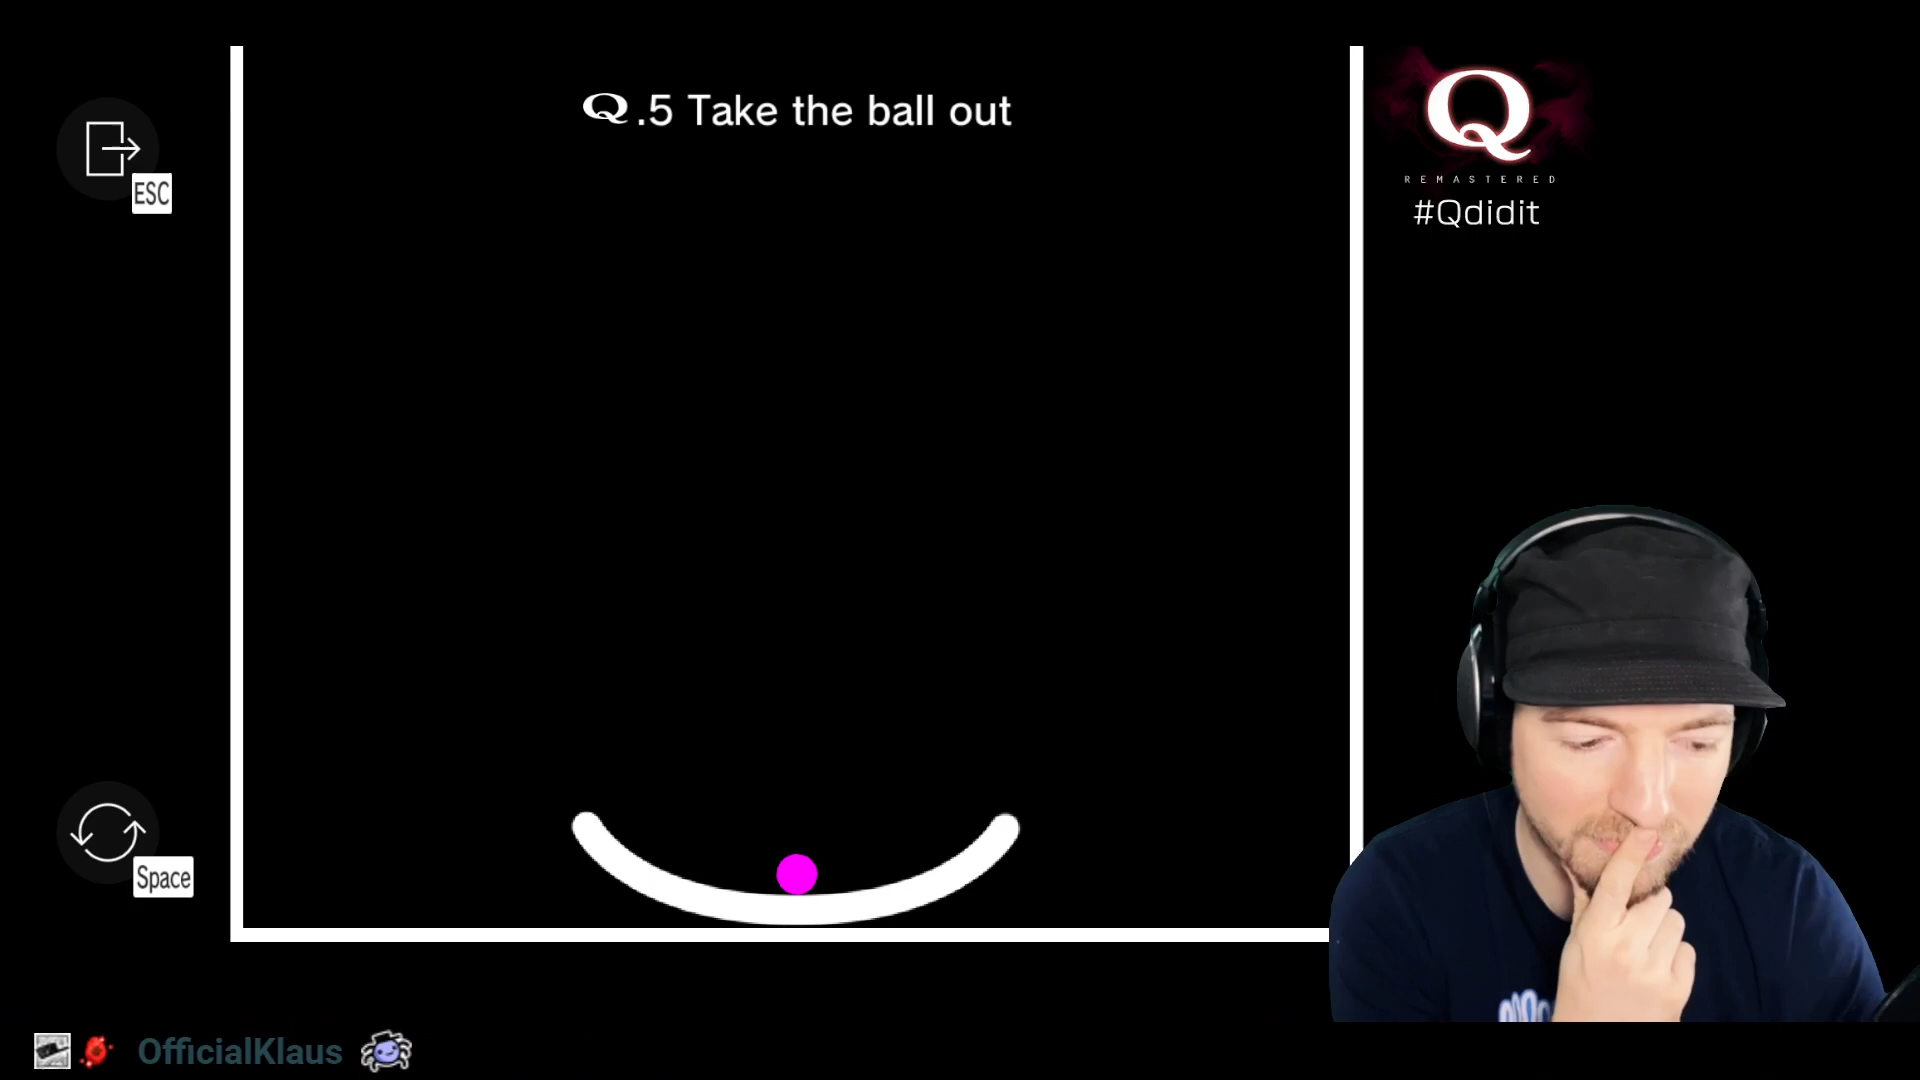 Q.5 Take the ball out
ESC
Q
REMASTERED
#Qdidit
Space
OfficialKlaus